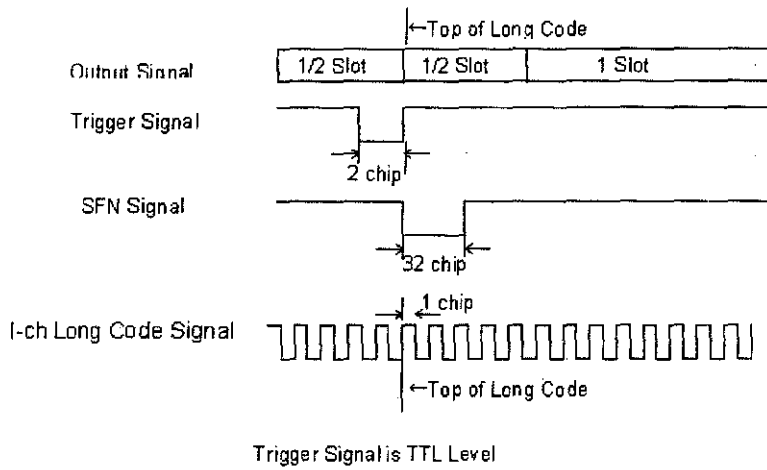 ←Top of Long Code
Output Signal
1/2 Slot
1/2 Slot
1 Slot
Trigger Signal
2 chip
SFN Signal
32 chip
1 chip
I-ch Long Code Signal
←Top of Long Code
Trigger Signal is TTL Level